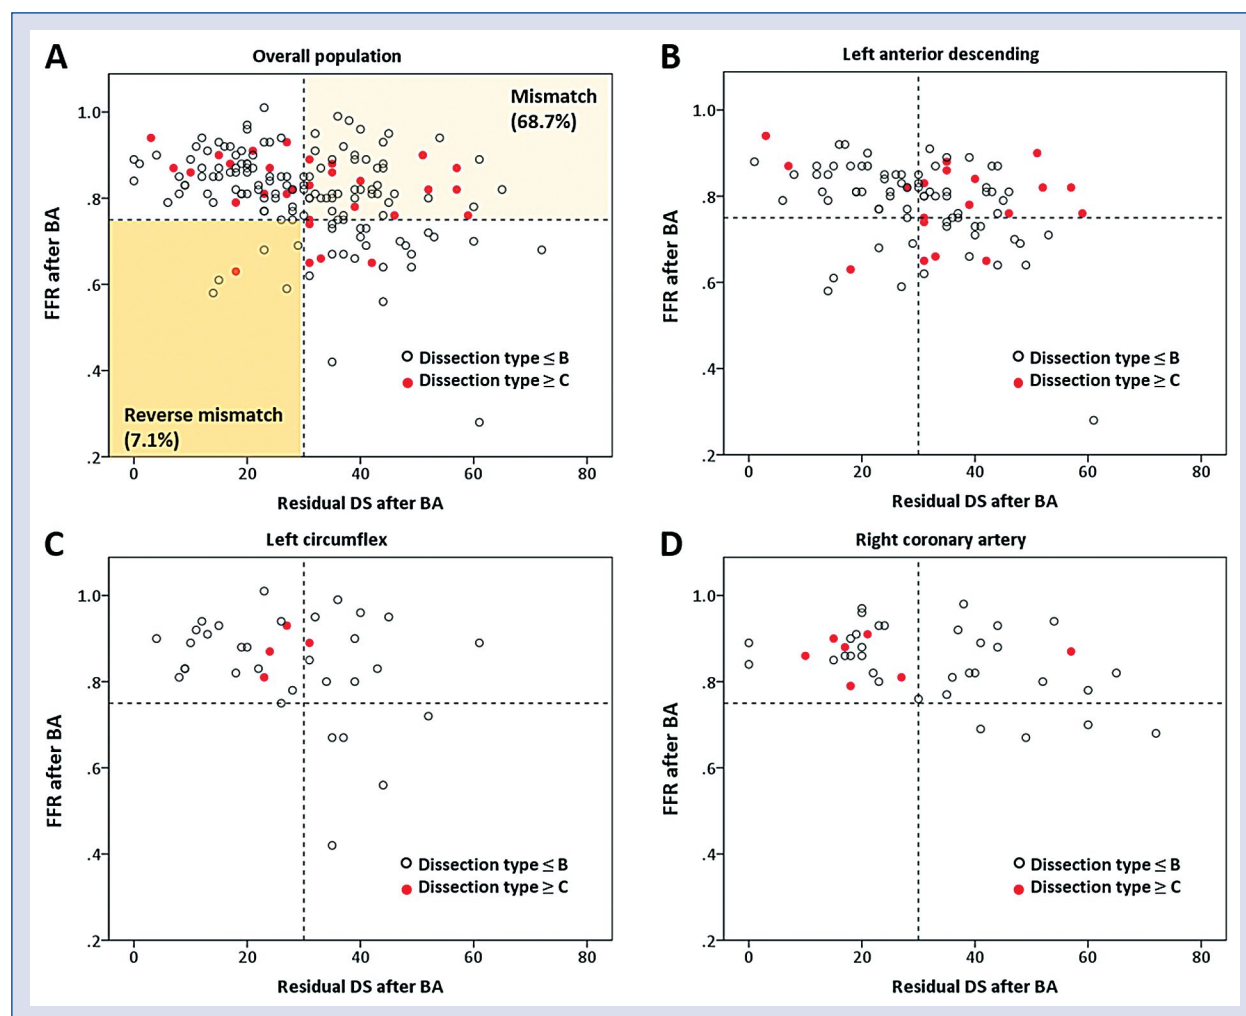 A
Overall population
Mismatch
(68.7%)
1.0
.8
.6
.4
.2
FFR after BA
Dissection type ≤ B
Dissection type ≥ C
Reverse mismatch
(7.1%)
0 20 40 60 80
Residual DS after BA
B
Left anterior descending
1.0
.8
.6
.4
.2
FFR after BA
Dissection type ≤ B
Dissection type ≥ C
0 20 40 60 80
Residual DS after BA
C
Left circumflex
1.0
.8
.6
.4
.2
FFR after BA
Dissection type ≤ B
Dissection type ≥ C
0 20 40 60 80
Residual DS after BA
D
Right coronary artery
1.0
.8
.6
.4
.2
FFR after BA
Dissection type ≤ B
Dissection type ≥ C
0 20 40 60 80
Residual DS after BA